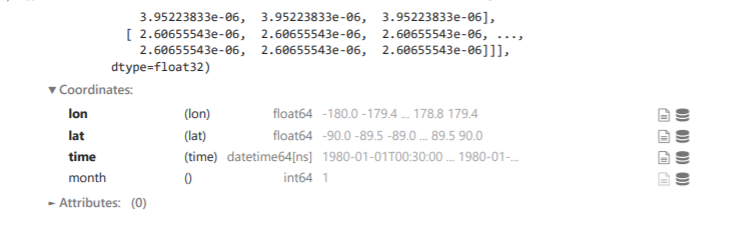 3.95223833e-06, 3.95223833e-06, 3.95223833e-06],
[ 2.60655543e-06, 2.60655543e-06, 2.60655543e-06, ...,
2.60655543e-06, 2.60655543e-06, 2.60655543e-06]]],
dtype=float32)
▼ Coordinates:
lon (lon) float64 -180.0 -179.4 ... 178.8 179.4
lat (lat) float64 -90.0 -89.5 -89.0 ... 89.5 90.0
time (time) datetime64[ns] 1980-01-01T00:30:00 ... 1980-01-...
month () int64 1
► Attributes: (0)